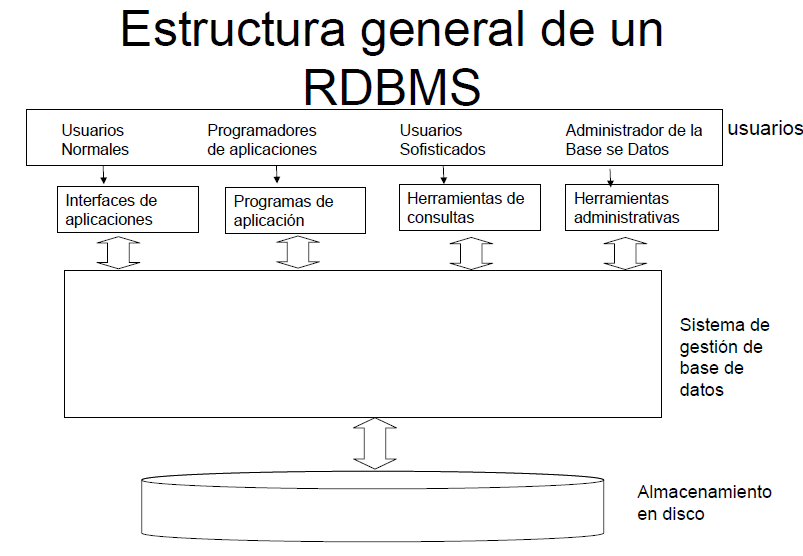 Estructura general de un
RDBMS
Usuarios
Normales
Programadores
de aplicaciones
Usuarios
Sofisticados
Administrador de la
Base se Datos
usuarios
Interfaces de
aplicaciones
Programas de
aplicación
Herramientas de
consultas
Herramientas
administrativas
Sistema de
gestión de
base de
datos
Almacenamiento
en disco